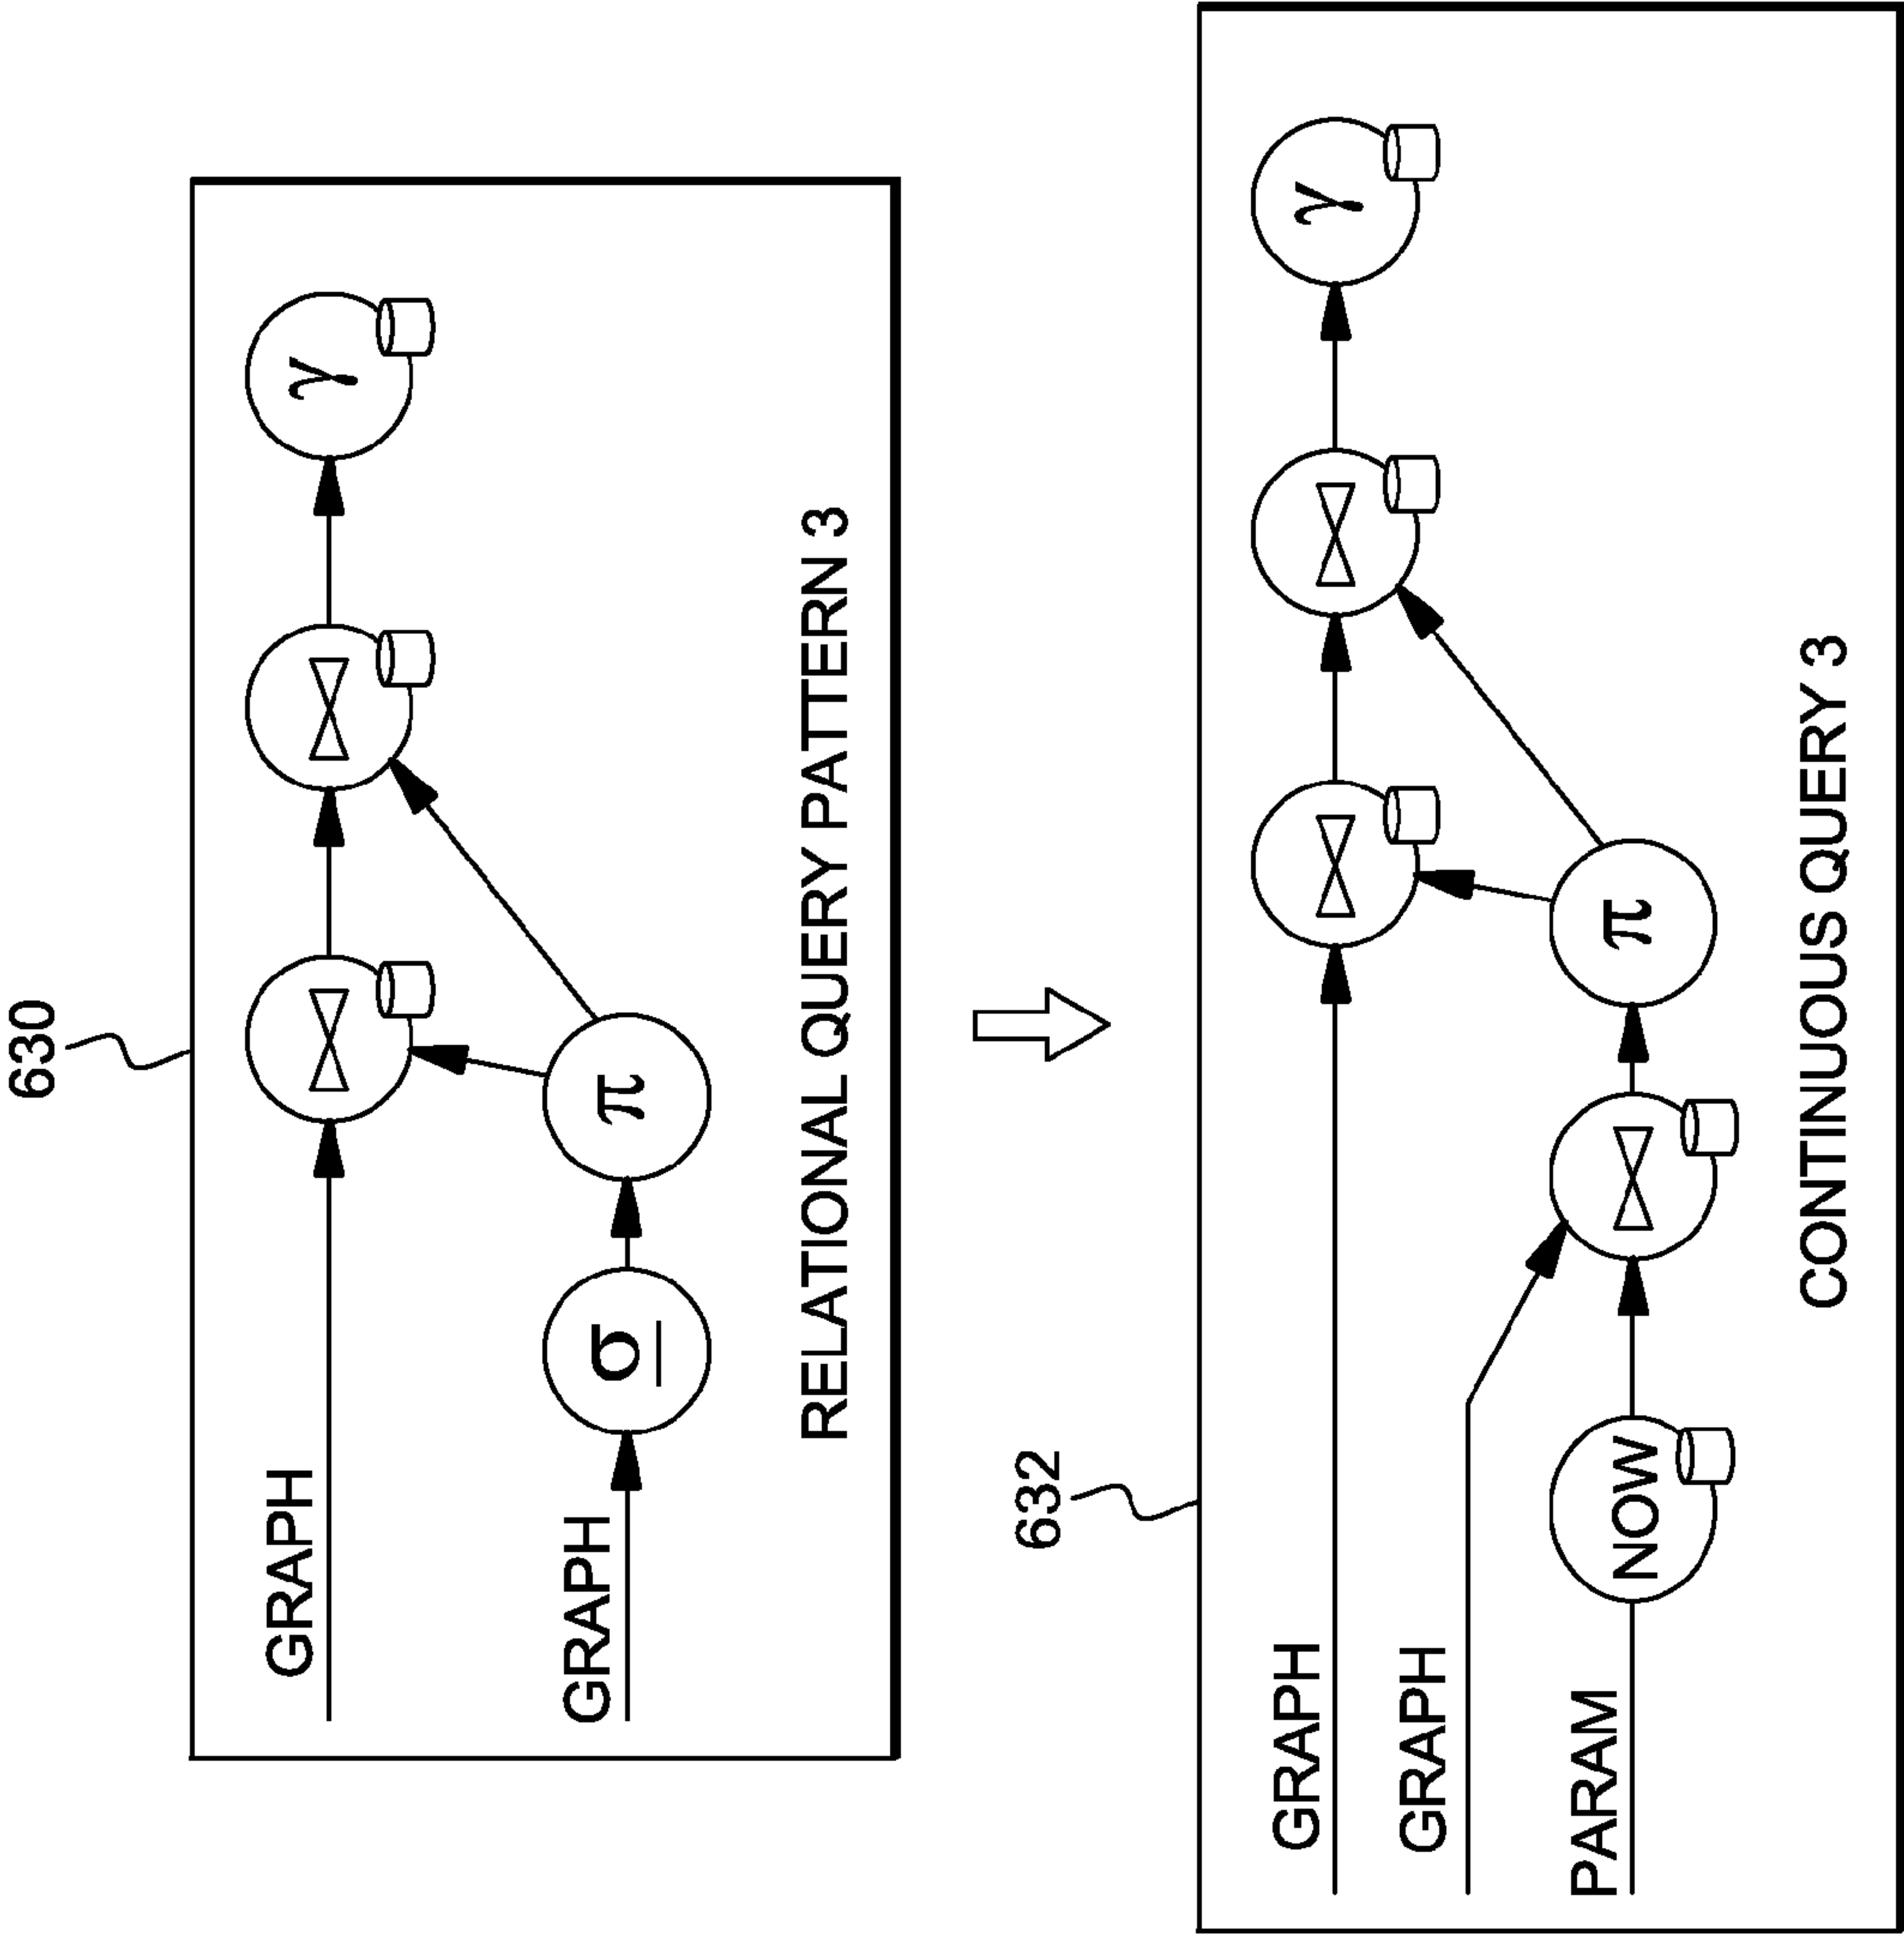 630
GRAPH
⋈
⋈
γ
GRAPH
σ
π
RELATIONAL QUERY PATTERN 3
632
GRAPH
⋈
⋈
γ
GRAPH
PARAM
NOW
⋈
π
CONTINUOUS QUERY 3